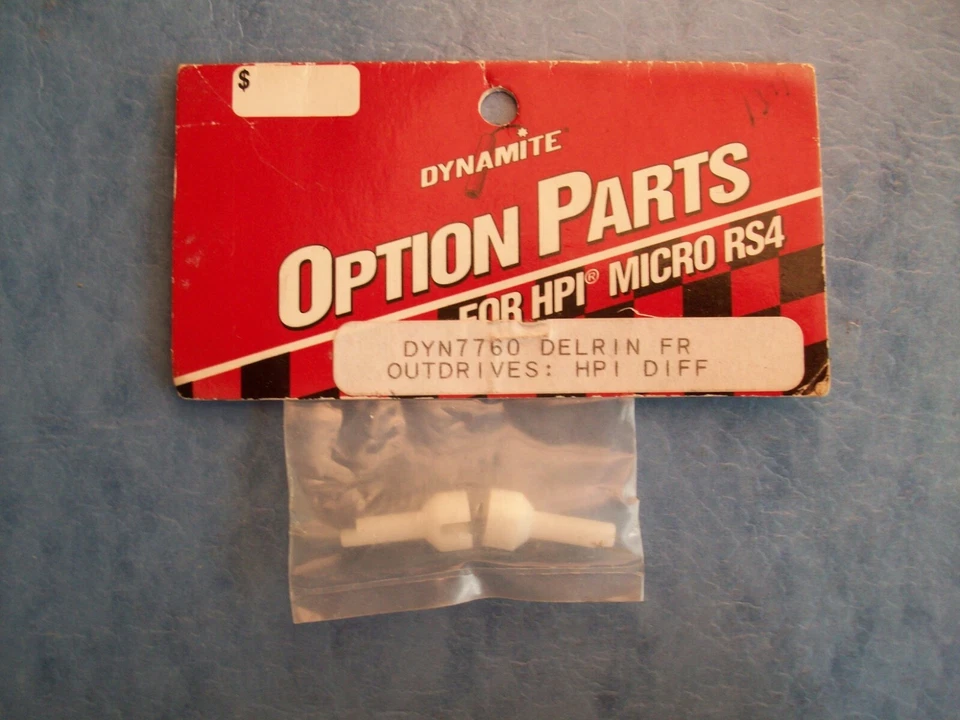 $
DYNAMiTE
OPTION PARTS
FOR HPI® MICRO RS4
DYN7760 DELRIN FR
OUTDRIVES: HPI DIFF